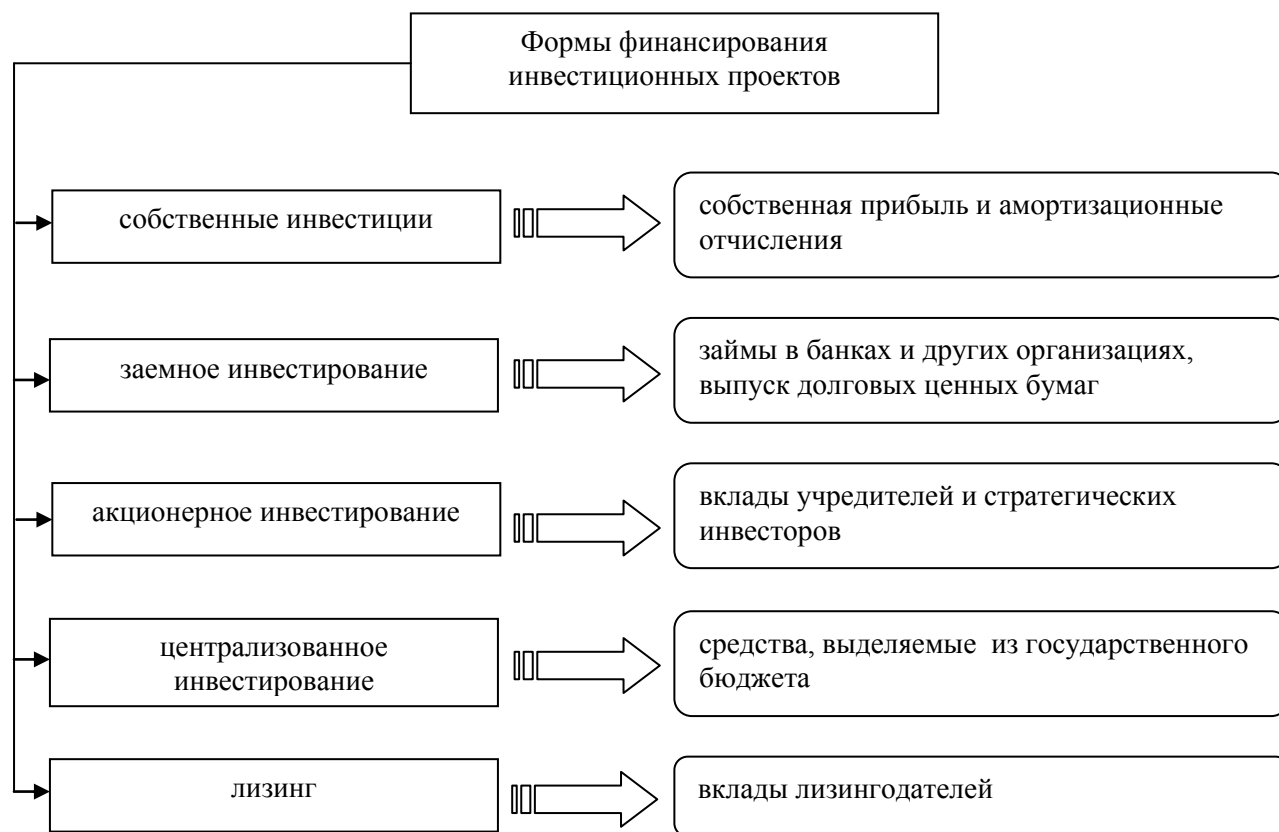 Формы финансирования
инвестиционных проектов
собственные инвестиции
собственная прибыль и амортизационные
отчисления
заемное инвестирование
займы в банках и других организациях,
выпуск долговых ценных бумаг
акционерное инвестирование
вклады учредителей и стратегических
инвесторов
централизованное
инвестирование
средства, выделяемые  из государственного
бюджета
лизинг
вклады лизингодателей